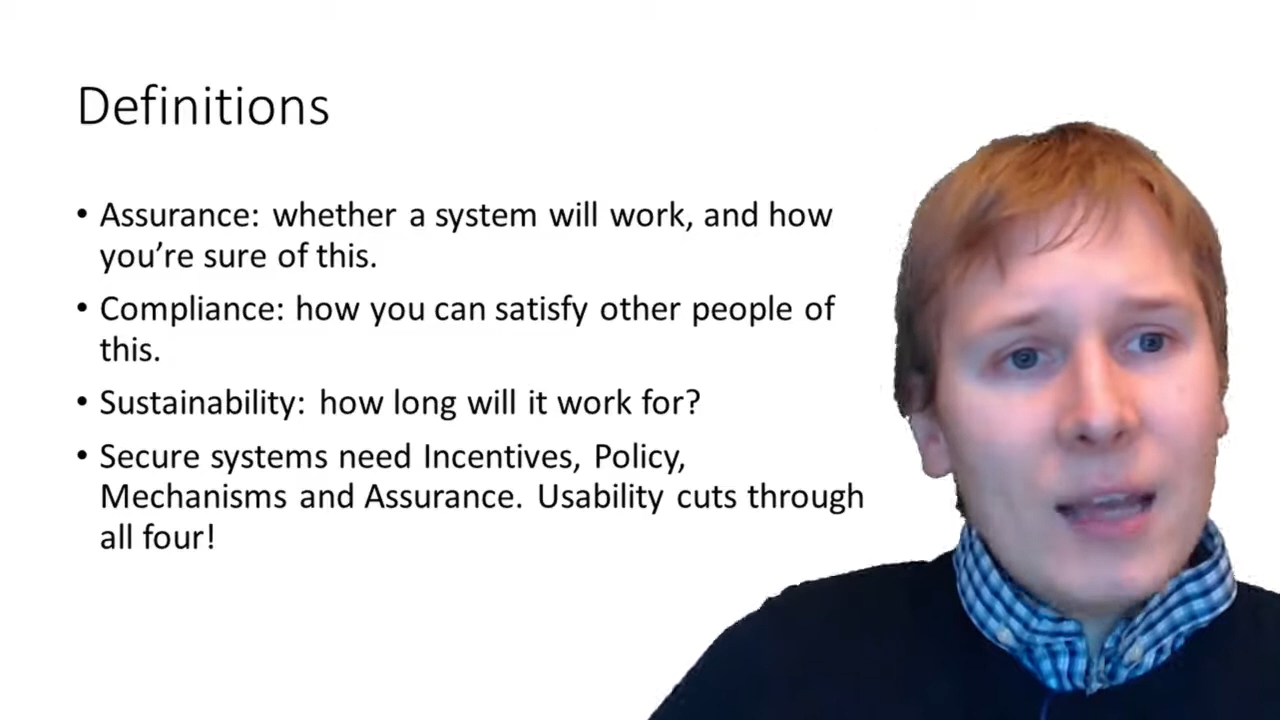 Definitions
• Assurance: whether a system will work, and how
you’re sure of this.
• Compliance: how you can satisfy other people of
this.
• Sustainability: how long will it work for?
• Secure systems need Incentives, Policy,
Mechanisms and Assurance. Usability cuts through
all four!